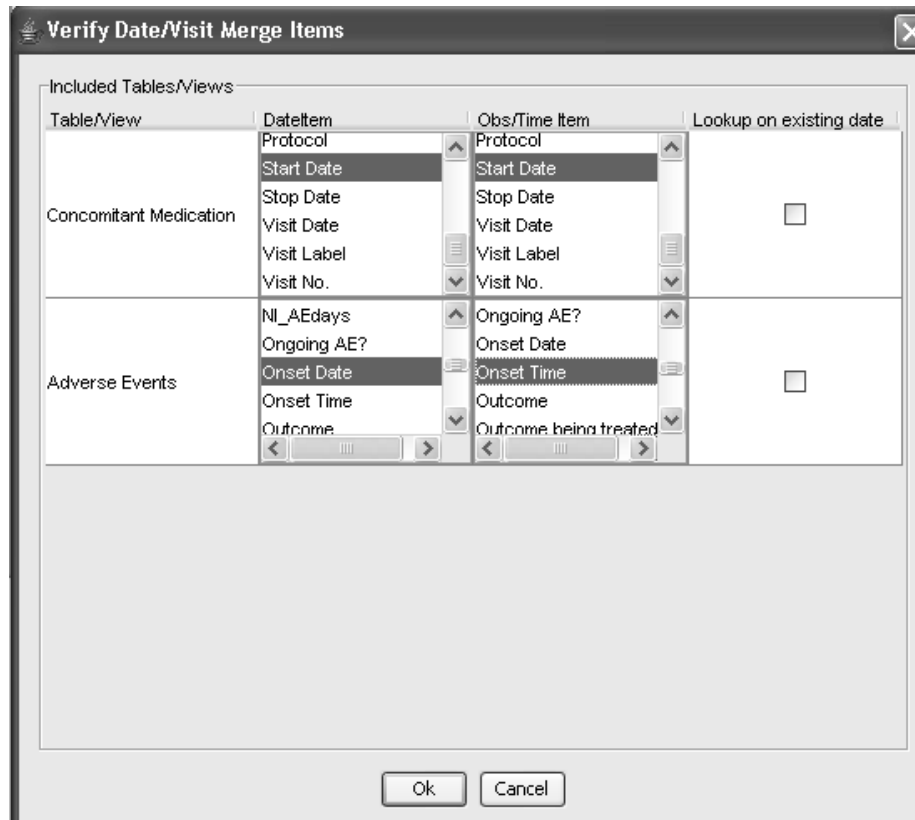 Verify Date/Visit Merge Items
Included Tables/Views
Table/View DateItem Obs/Time Item Lookup on existing date
Concomitant Medication
Protocol
Start Date
Stop Date
Visit Date
Visit Label
Visit No.
Protocol
Start Date
Stop Date
Visit Date
Visit Label
Visit No.
Adverse Events
NI_AEdays
Ongoing AE?
Onset Date
Onset Time
Outcome
Ongoing AE?
Onset Date
Onset Time
Outcome
Outcome being treated
Ok Cancel